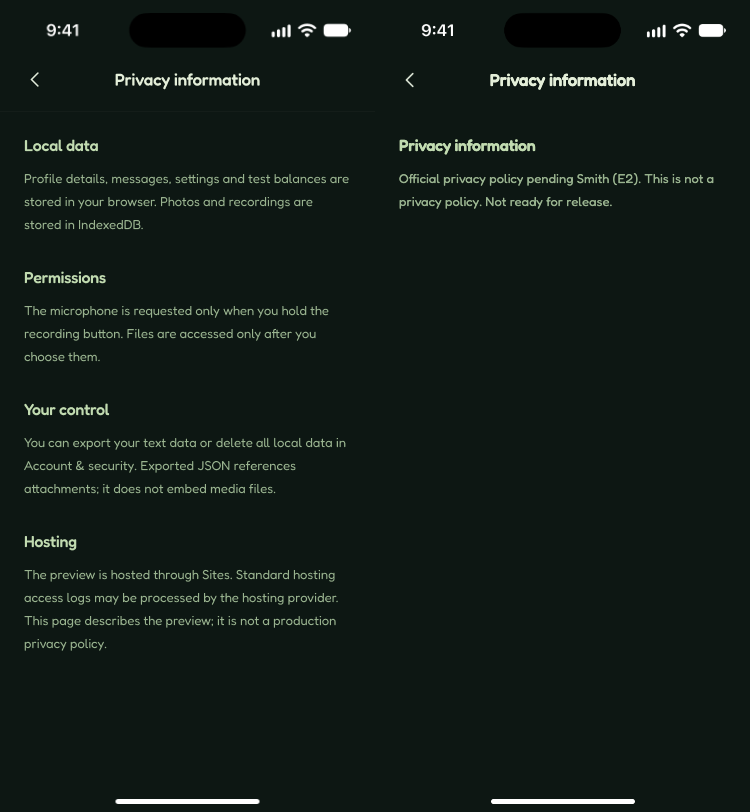 9:41
Privacy information
Local data
Profile details, messages, settings and test balances are
stored in your browser. Photos and recordings are
stored in IndexedDB.
Permissions
The microphone is requested only when you hold the
recording button. Files are accessed only after you
choose them.
Your control
You can export your text data or delete all local data in
Account & security. Exported JSON references
attachments; it does not embed media files.
Hosting
The preview is hosted through Sites. Standard hosting
access logs may be processed by the hosting provider.
This page describes the preview; it is not a production
privacy policy.
9:41
Privacy information
Privacy information
Official privacy policy pending Smith (E2). This is not a
privacy policy. Not ready for release.